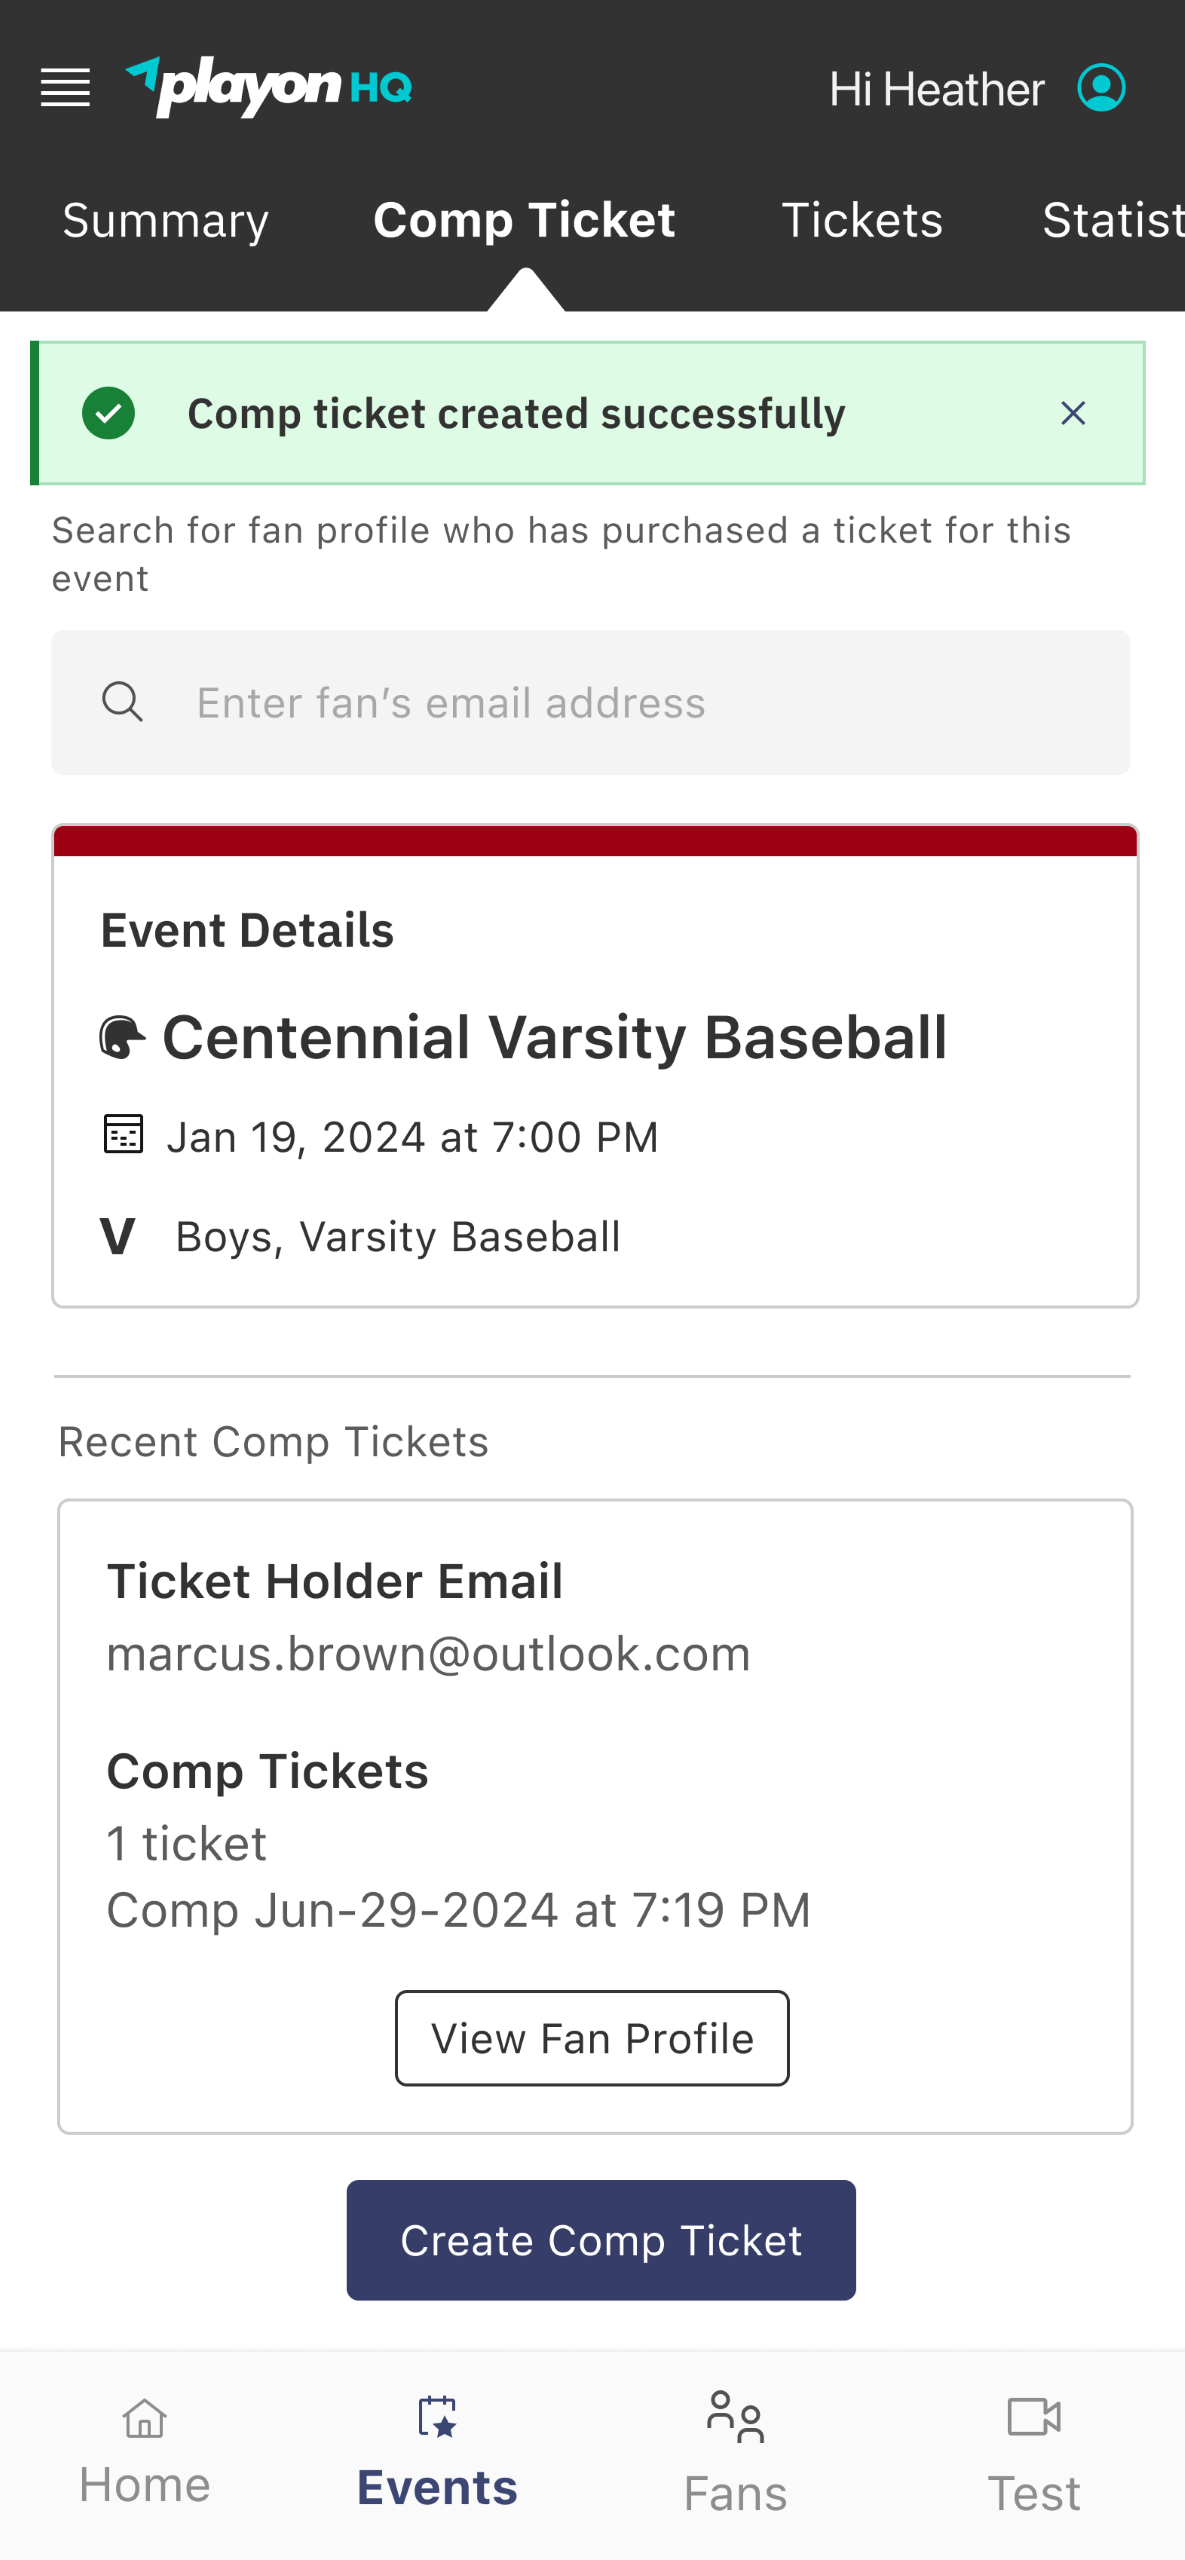 playon HQ
Hi Heather
Summary
Comp Ticket
Tickets
Statist
Comp ticket created successfully
Search for fan profile who has purchased a ticket for this
event
Enter fan’s email address
Event Details
Centennial Varsity Baseball
Jan 19, 2024 at 7:00 PM
V Boys, Varsity Baseball
Recent Comp Tickets
Ticket Holder Email
marcus.brown@outlook.com
Comp Tickets
1 ticket
Comp Jun-29-2024 at 7:19 PM
View Fan Profile
Create Comp Ticket
Home
Events
Fans
Test